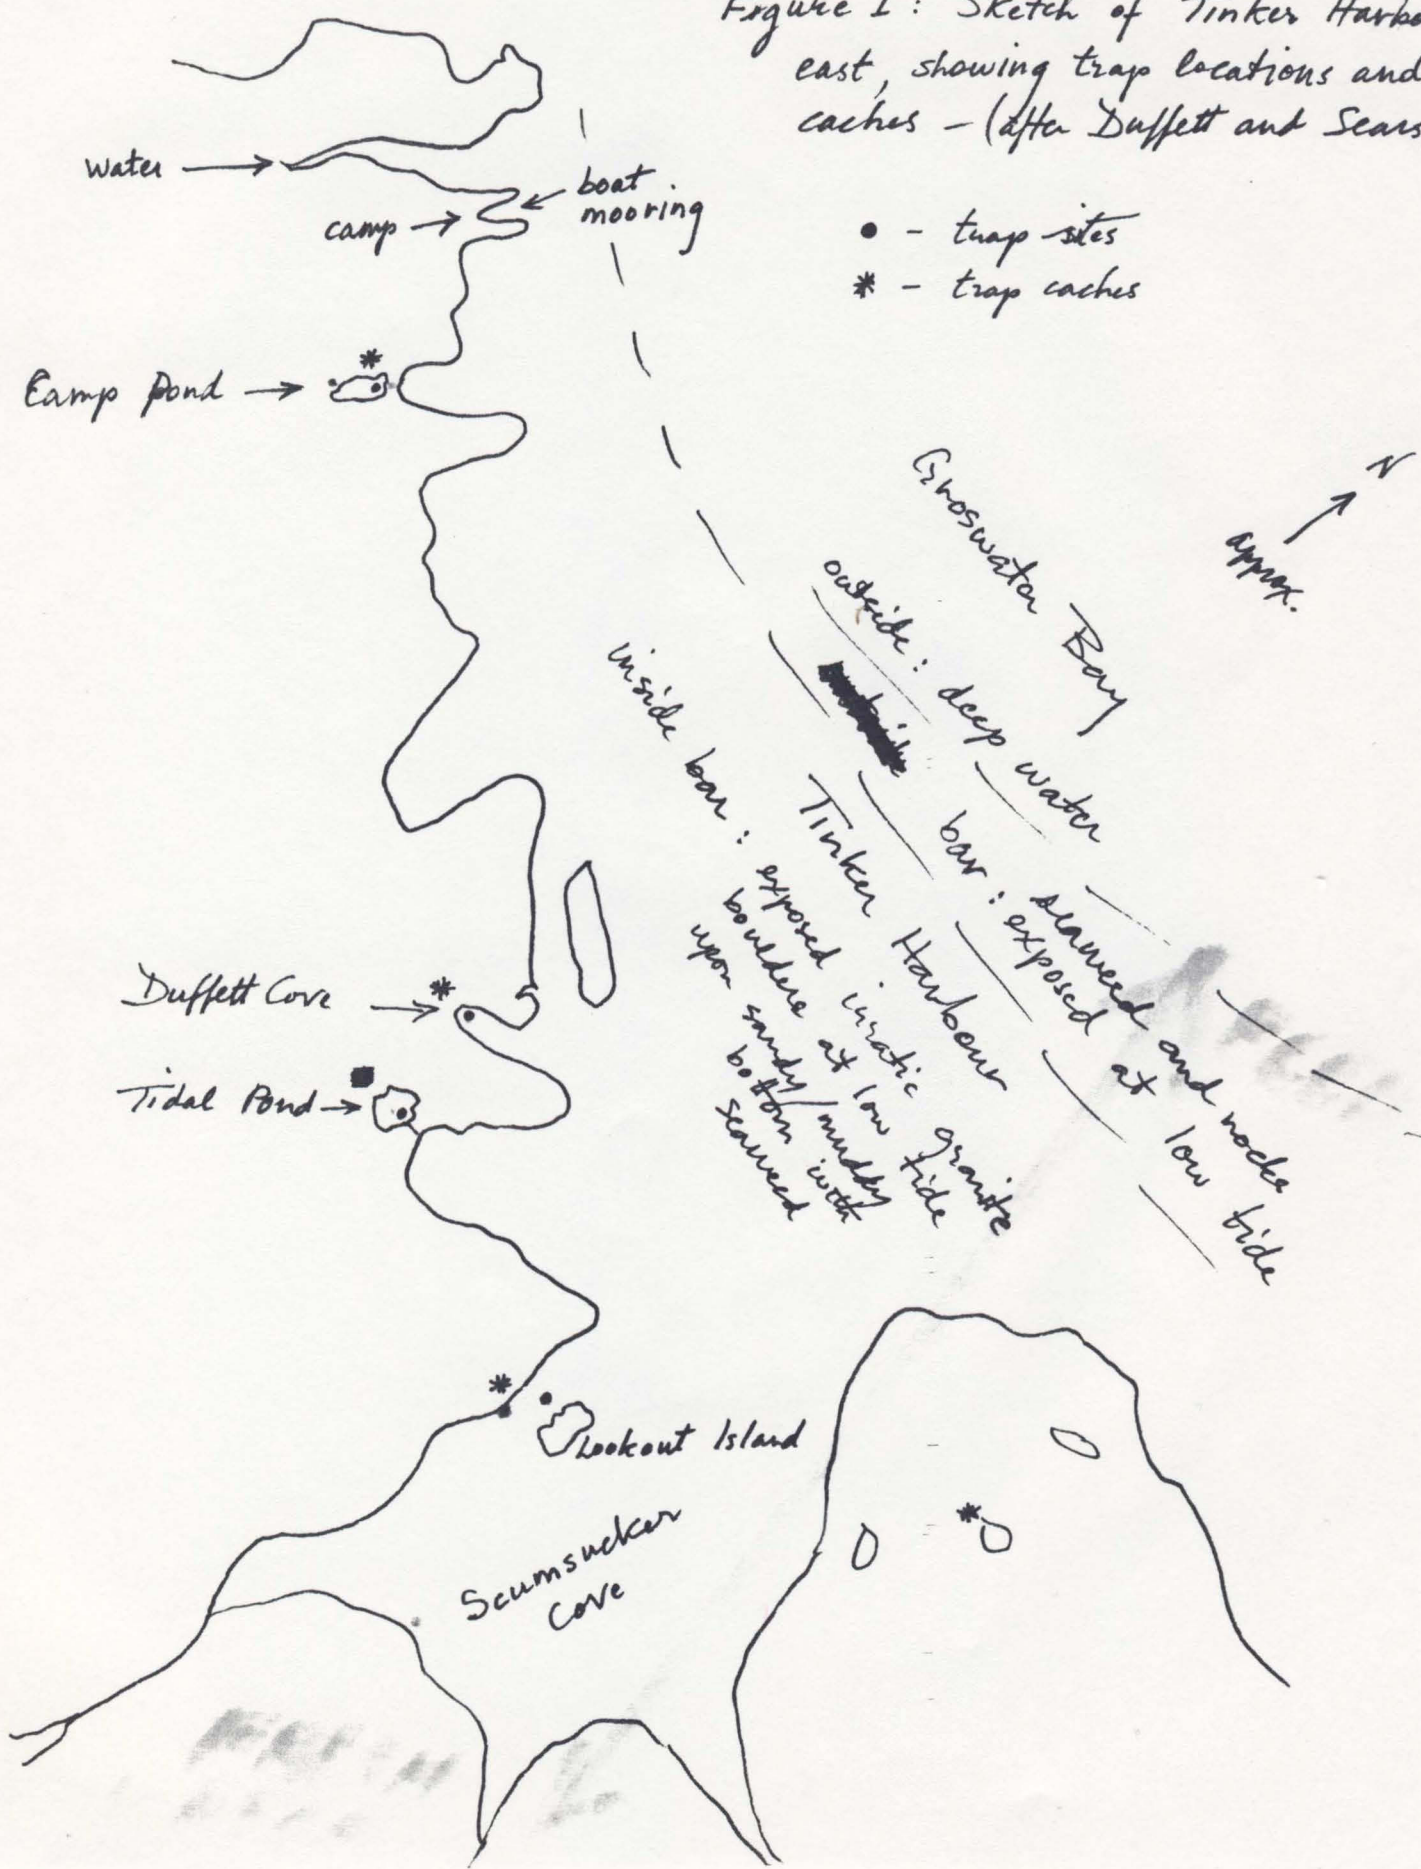 Figure 1: Sketch of Tinker Harbo
east, showing trap locations and
caches - (after Duffett and Sears
water
boat
mooring
camp
• - trap sites
* - trap caches
Camp Pond
N
approx.
Groswater Bay
outside: deep water
bar: seaweed and rocks
exposed at low tide
Tinker Harbour
inside bar: exposed irratic granite
boulders at low tide
upon sandy/muddy
bottom with
seaweed
Duffett Cove
Tidal Pond
Lookout Island
Scumsucker
Cove